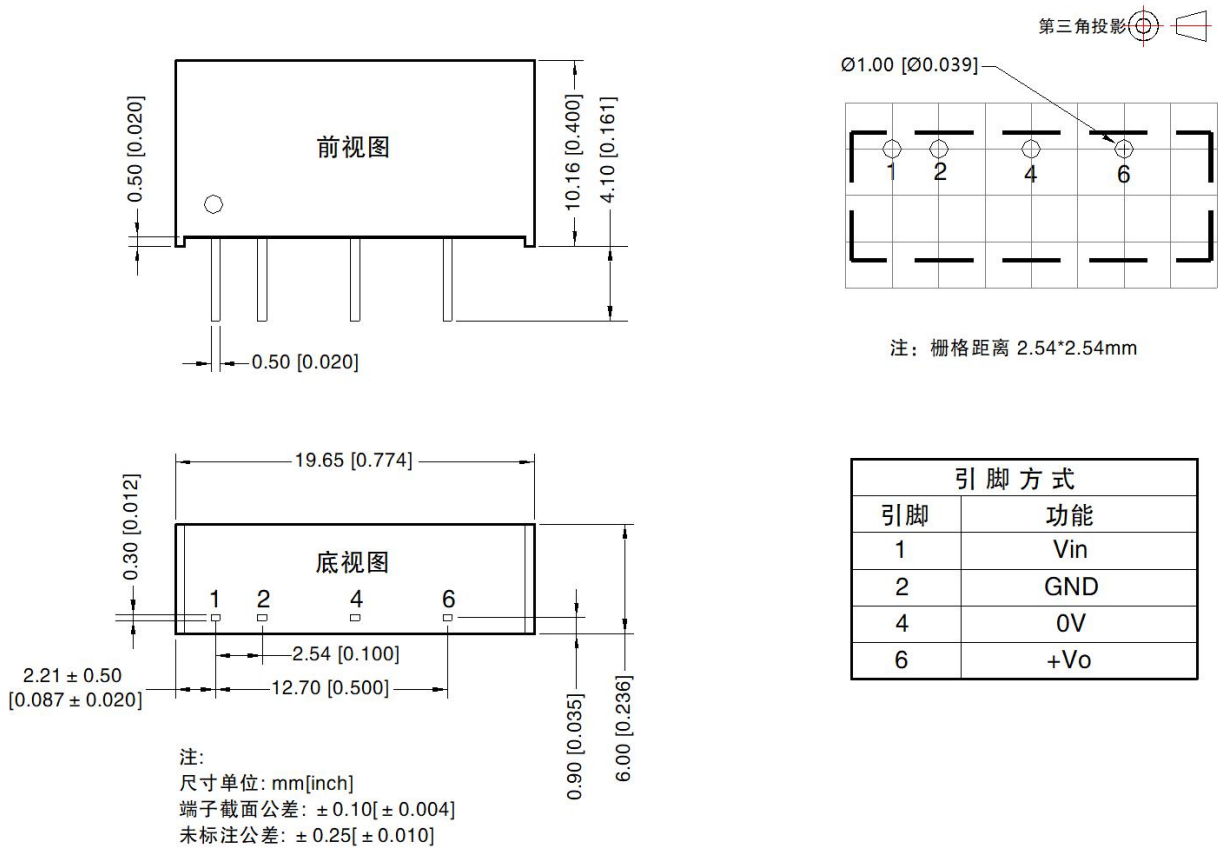 第三角投影
Ø1.00 [Ø0.039]
1 2 4 6
注：栅格距离 2.54*2.54mm
前视图
0.50 [0.020]
10.16 [0.400]
4.10 [0.161]
0.50 [0.020]
19.65 [0.774]
0.30 [0.012]
底视图
1 2 4 6
2.54 [0.100]
12.70 [0.500]
2.21 ± 0.50
[0.087 ± 0.020]
0.90 [0.035]
6.00 [0.236]
注:
尺寸单位: mm[inch]
端子截面公差: ± 0.10[ ± 0.004]
未标注公差: ± 0.25[ ± 0.010]
引 脚 方 式
引脚 功能
1 Vin
2 GND
4 0V
6 +Vo